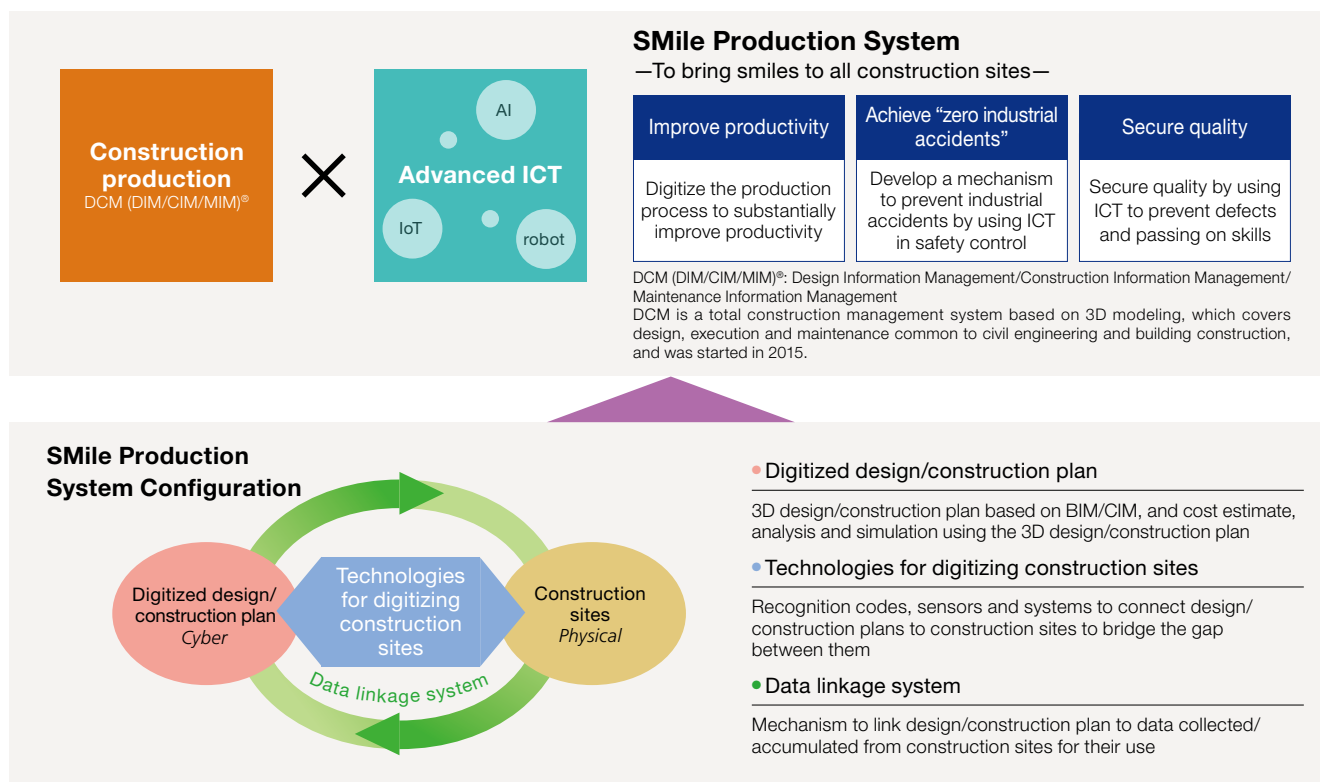 SMile Production System
—To bring smiles to all construction sites—
Construction
production
DCM (DIM/CIM/MIM)®
AI
Advanced ICT
IoT
robot
Improve productivity
Digitize the production
process to substantially
improve productivity
Achieve “zero industrial
accidents”
Develop a mechanism
to prevent industrial
accidents by using ICT
in safety control
Secure quality
Secure quality by using
ICT to prevent defects
and passing on skills
DCM (DIM/CIM/MIM)®: Design Information Management/Construction Information Management/
Maintenance Information Management
DCM is a total construction management system based on 3D modeling, which covers
design, execution and maintenance common to civil engineering and building construction,
and was started in 2015.
SMile Production
System Configuration
Digitized design/
construction plan
Cyber
Technologies
for digitizing
construction
sites
Construction
sites
Physical
Data linkage system
• Digitized design/construction plan
3D design/construction plan based on BIM/CIM, and cost estimate,
analysis and simulation using the 3D design/construction plan
• Technologies for digitizing construction sites
Recognition codes, sensors and systems to connect design/
construction plans to construction sites to bridge the gap
between them
• Data linkage system
Mechanism to link design/construction plan to data collected/
accumulated from construction sites for their use